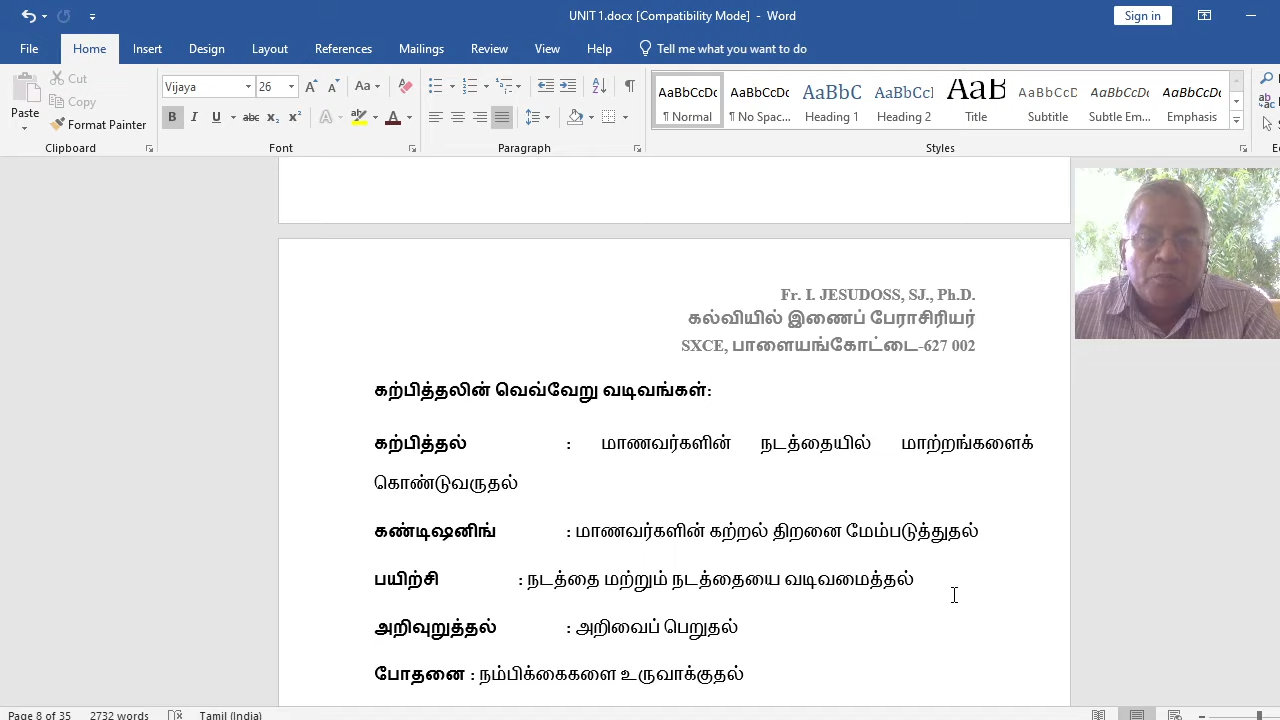 UNIT 1.docx [Compatibility Mode] - Word
Sign in
File Home Insert Design Layout References Mailings Review View Help Tell me what you want to do
Paste
Cut
Copy
Format Painter
Vijaya 26
AaBbCcDc AaBbCcDc AaBbC AaBbCcI AaB AaBbCcD AaBbCcDt AaBbCcDt
¶ Normal ¶ No Spac... Heading 1 Heading 2 Title Subtitle Subtle Em... Emphasis
Clipboard Font Paragraph Styles
Fr. I. JESUDOSS, SJ., Ph.D.
கல்வியில் இணைப் பேராசிரியர்
SXCE, பாளையங்கோட்டை-627 002
கற்பித்தலின் வெவ்வேறு வடிவங்கள்:
கற்பித்தல் : மாணவர்களின் நடத்தையில் மாற்றங்களைக்
கொண்டுவருதல்
கண்டிஷனிங் : மாணவர்களின் கற்றல் திறனை மேம்படுத்துதல்
பயிற்சி : நடத்தை மற்றும் நடத்தையை வடிவமைத்தல்
அறிவுறுத்தல் : அறிவைப் பெறுதல்
போதனை : நம்பிக்கைகளை உருவாக்குதல்
Page 8 of 35 2732 words Tamil (India)